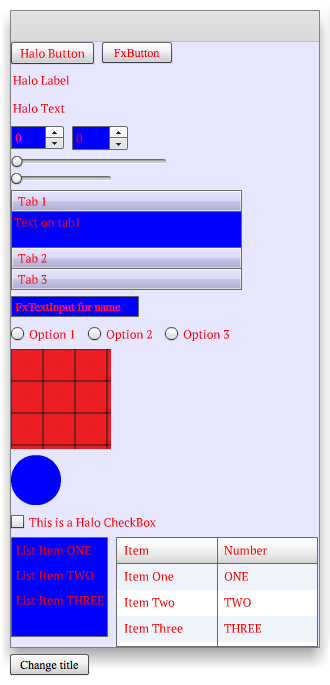 Halo Button FxButton
Halo Label
Halo Text
0 0
Tab 1
Text on tab1
Tab 2
Tab 3
FxTextInput for name
Option 1 Option 2 Option 3
This is a Halo CheckBox
List Item ONE
List Item TWO
List Item THREE
Item Number
Item One ONE
Item Two TWO
Item Three THREE
Change title